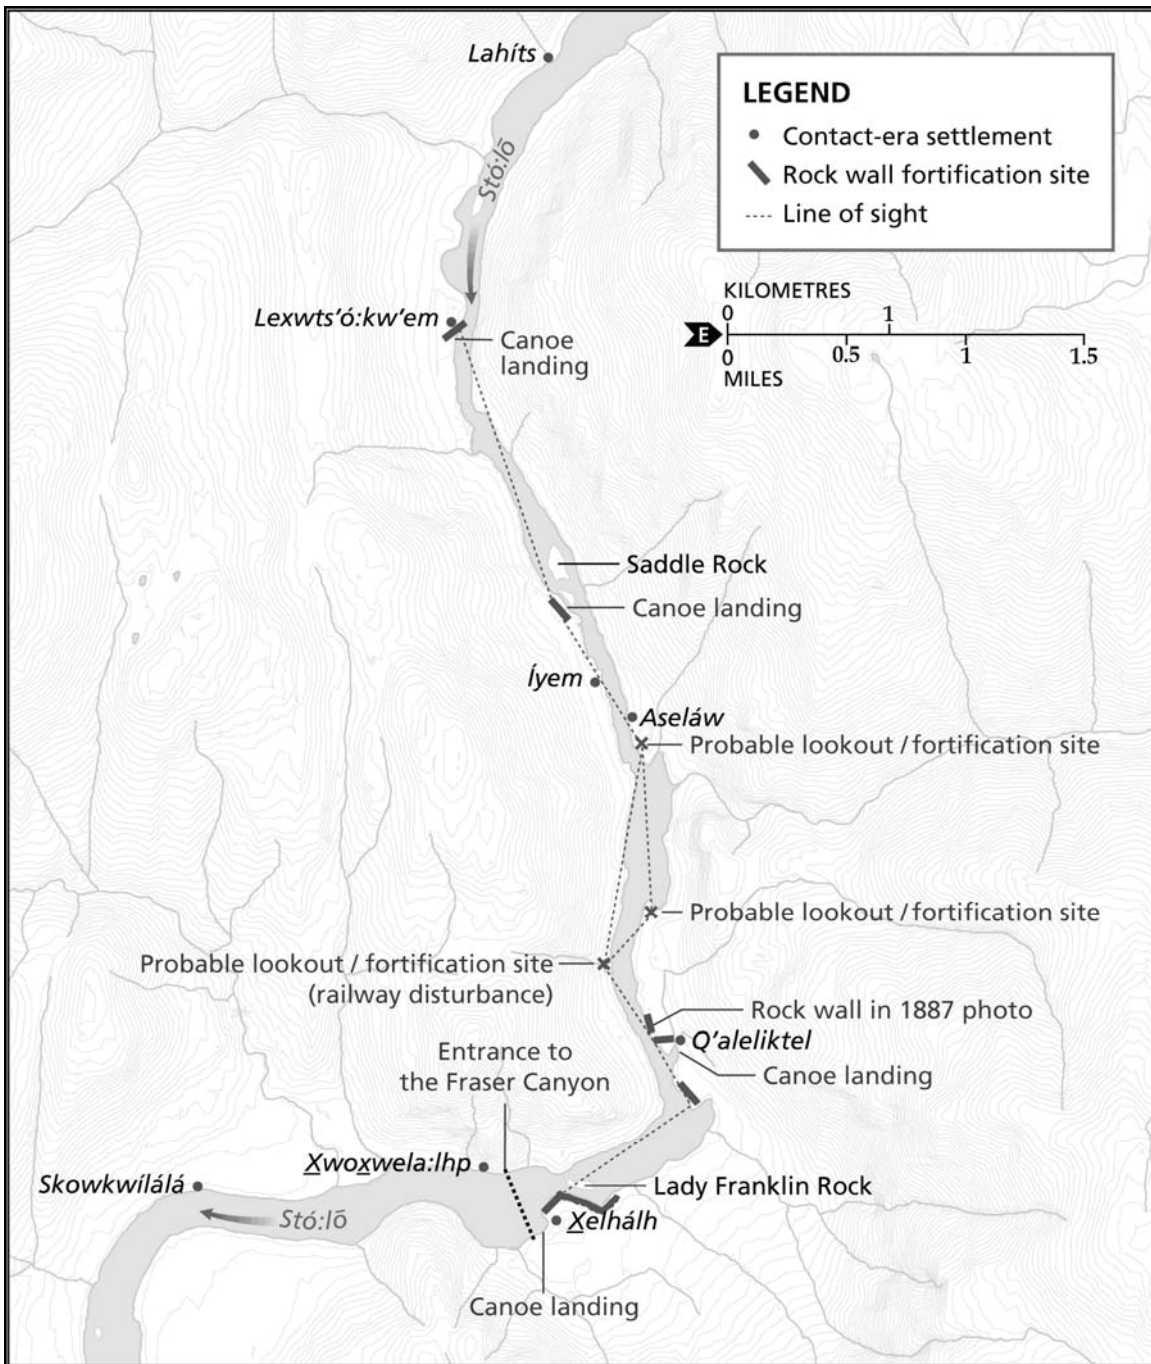 Lahíts
LEGEND
Contact-era settlement
Rock wall fortification site
Line of sight
Stó:lō
KILOMETRES
0 1
E
0 0.5 1 1.5
MILES
Lexwts'ó:kw'em
Canoe
landing
Saddle Rock
Canoe landing
Íyem
Aseláw
Probable lookout / fortification site
Probable lookout / fortification site
Probable lookout / fortification site
(railway disturbance)
Rock wall in 1887 photo
Q'aleliktel
Canoe landing
Entrance to
the Fraser Canyon
X̲wox̲wela:lhp
Skowkwílálá
Lady Franklin Rock
X̲elhálh
Stó:lō
Canoe landing